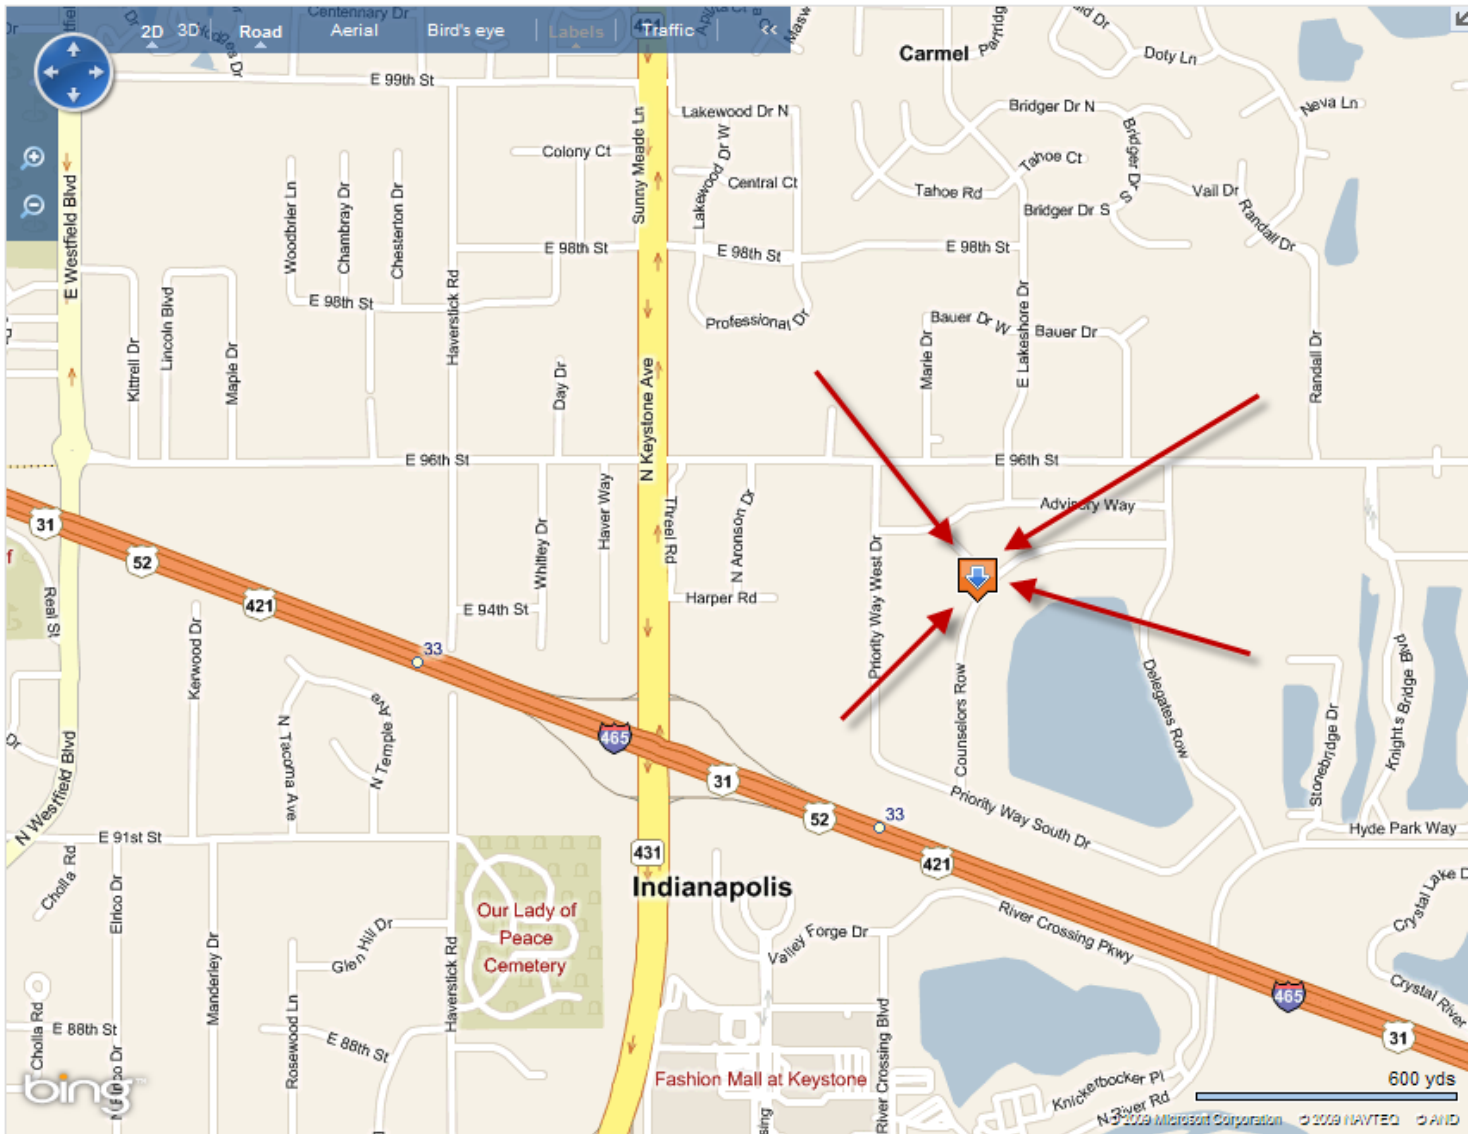 Centennary Dr
431
2D
3D
Road
Aerial
Bird's eye
Labels
Traffic
<<
Carmel
Doty Ln
Neva Ln
E 99th St
Lakewood Dr N
Bridger Dr N
Sunny Meade Ln
Colony Ct
Lakewood Dr W
Central Ct
Tahoe Ct
Bridger Dr S
Tahoe Rd
Vail Dr
Bridger Dr S
Randall Dr
E Westfield Blvd
Woodbrier Ln
Chambray Dr
Chesterton Dr
E 98th St
E 98th St
E 98th St
E 98th St
Haverstick Rd
Professional Dr
Bauer Dr W
Bauer Dr
E Lakeshore Dr
Marie Dr
Randall Dr
Kittrell Dr
Lincoln Blvd
Maple Dr
Day Dr
N Keystone Ave
E 96th St
E 96th St
Advisory Way
31
52
421
Whitley Dr
Haver Way
Threel Rd
N Aronson Dr
Priority Way West Dr
E 94th St
Harper Rd
Real St
Kerwood Dr
33
N Tacoma Ave
N Temple Ave
465
31
52
33
421
Counselors Row
Delegates Row
Knights Bridge Blvd
Stonebridge Dr
Priority Way South Dr
Hyde Park Way
N Westfield Blvd
E 91st St
431
Indianapolis
Cholla Rd
Elrico Dr
Our Lady of
Peace
Cemetery
Glen Hill Dr
Manderley Dr
Haverstick Rd
Rosewood Ln
Valley Forge Dr
River Crossing Pkwy
Crystal Lake D
Crystal River
465
31
Cholla Rd
E 88th St
E 88th St
River Crossing Blvd
Fashion Mall at Keystone
Knickerbocker Pl
N River Rd
bing™
600 yds
© 2009 Microsoft Corporation © 2009 NAVTEQ © AND